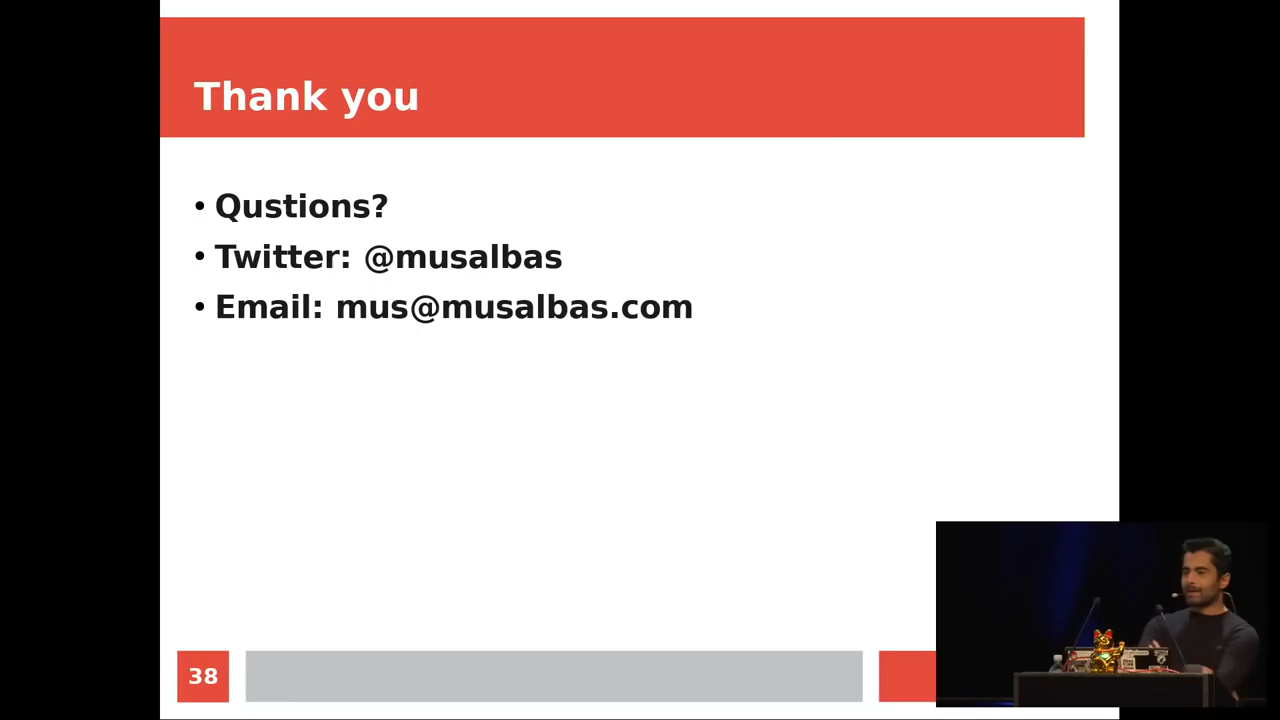 Thank you
• Qustions?
• Twitter: @musalbas
• Email: mus@musalbas.com
38